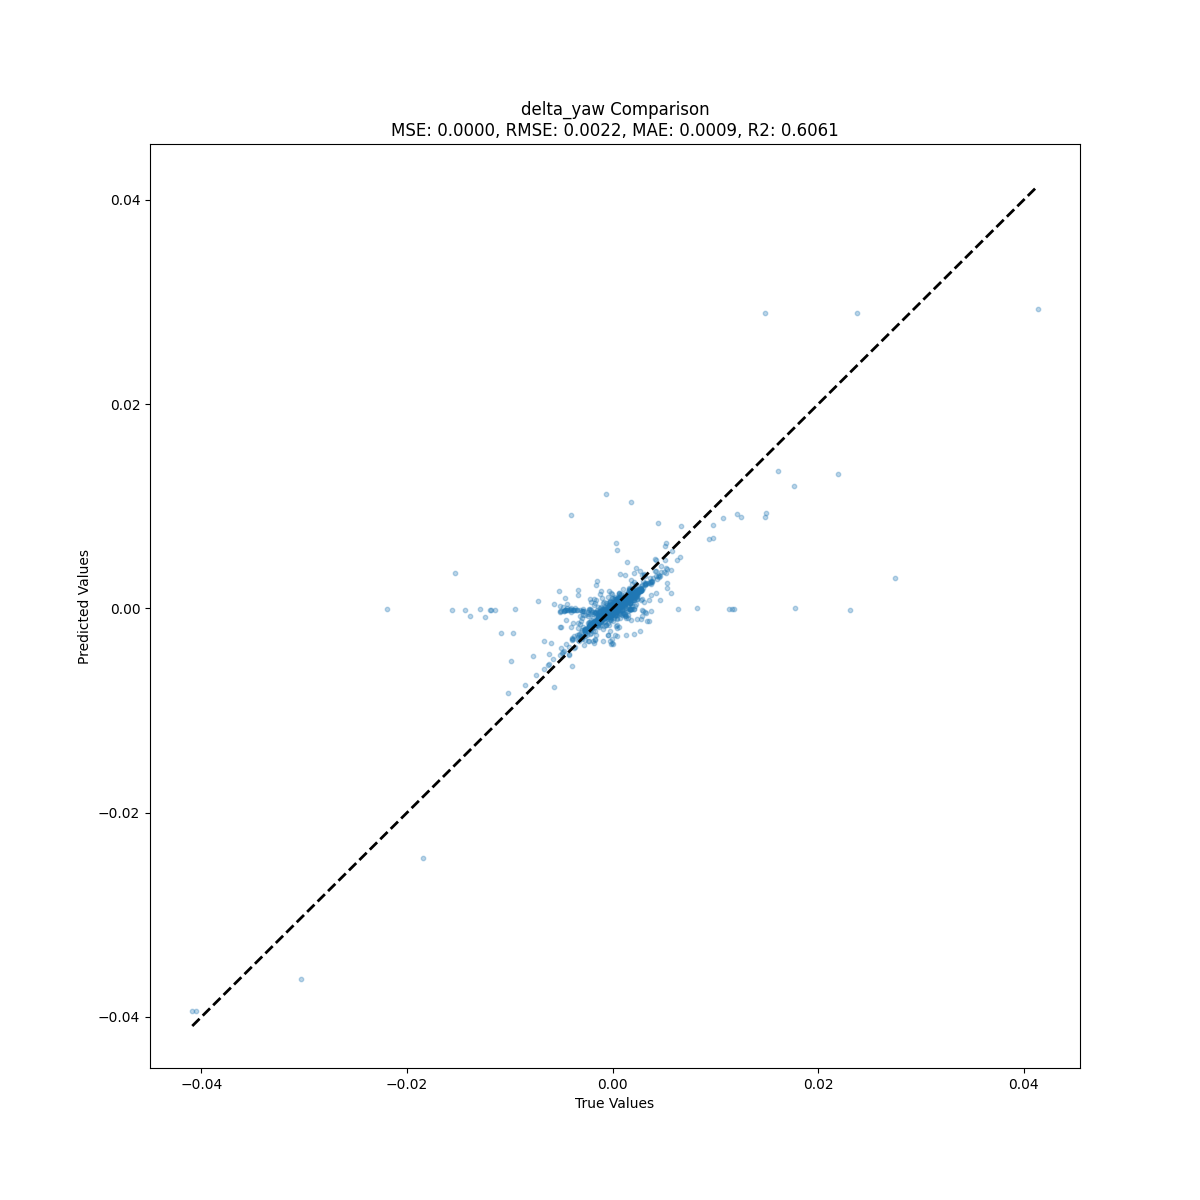 delta_yaw Comparison
MSE: 0.0000, RMSE: 0.0022, MAE: 0.0009, R2: 0.6061
0.04
0.02
0.00
−0.02
−0.04
Predicted Values
−0.04 −0.02 0.00 0.02 0.04
True Values